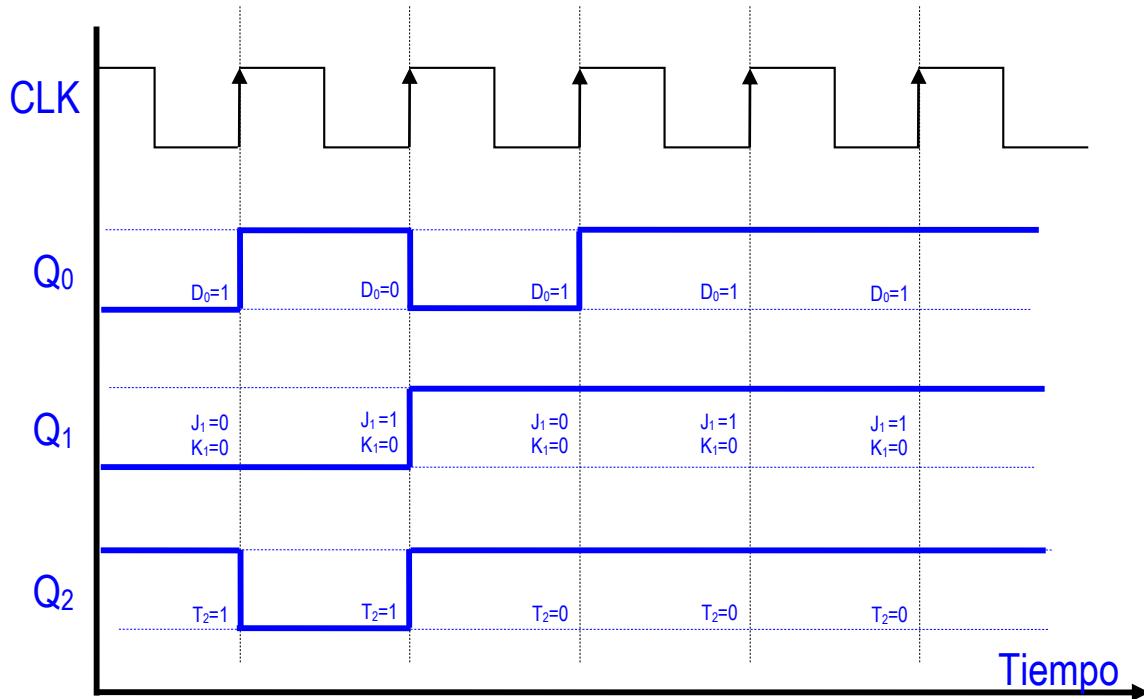 CLK
Q₀
D₀=1 D₀=0 D₀=1 D₀=1 D₀=1
Q₁
J₁=0 J₁=1 J₁=0 J₁=1 J₁=1
K₁=0 K₁=0 K₁=0 K₁=0 K₁=0
Q₂
T₂=1 T₂=1 T₂=0 T₂=0 T₂=0
Tiempo